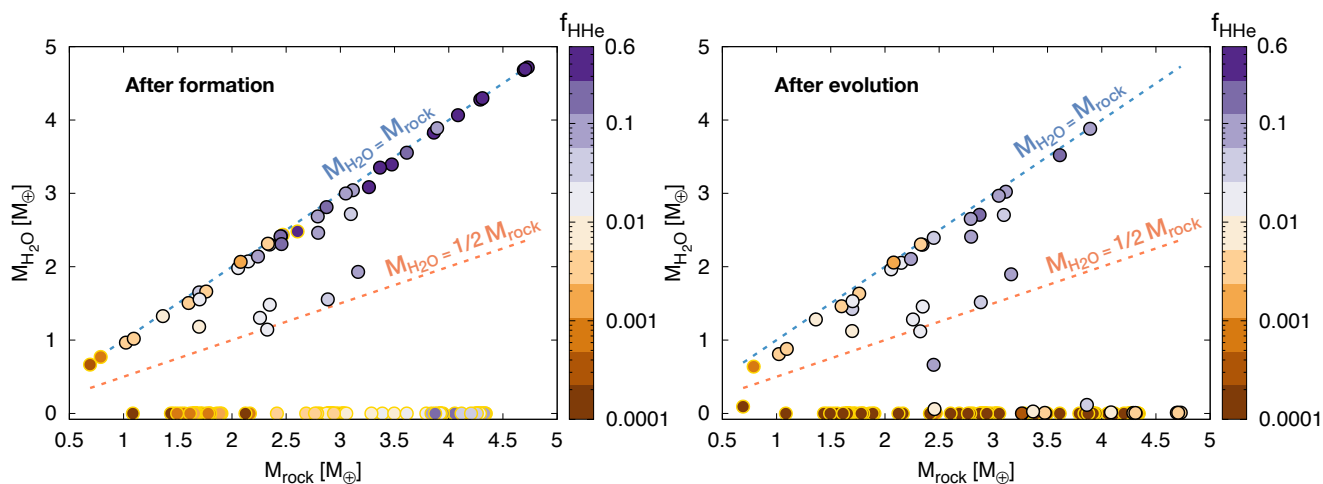 f_HHe
After formation
M_H₂O = M_rock
M_H₂O = 1/2 M_rock
M_H₂O [M_⊕]
5
4
3
2
1
0
0.5 1 1.5 2 2.5 3 3.5 4 4.5 5
M_rock [M_⊕]
0.6
0.1
0.01
0.001
0.0001
f_HHe
After evolution
M_H₂O = M_rock
M_H₂O = 1/2 M_rock
M_H₂O [M_⊕]
5
4
3
2
1
0
0.5 1 1.5 2 2.5 3 3.5 4 4.5 5
M_rock [M_⊕]
0.6
0.1
0.01
0.001
0.0001